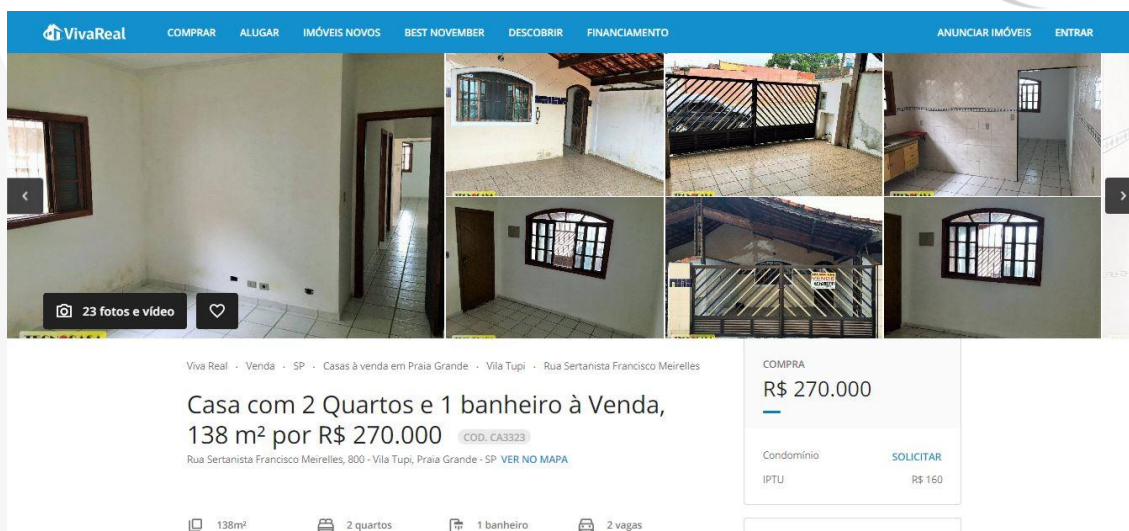 VivaReal COMPRAR ALUGAR IMÓVEIS NOVOS BEST NOVEMBER DESCOBRIR FINANCIAMENTO ANUNCIAR IMÓVEIS ENTRAR
VENDE
23 fotos e vídeo
TECNOCASA
Viva Real · Venda · SP · Casas à venda em Praia Grande · Vila Tupi · Rua Sertanista Francisco Meirelles
Casa com 2 Quartos e 1 banheiro à Venda,
138 m² por R$ 270.000 COD. CA3323
Rua Sertanista Francisco Meirelles, 800 - Vila Tupi, Praia Grande - SP VER NO MAPA
138m² 2 quartos 1 banheiro 2 vagas
COMPRA
R$ 270.000
Condomínio SOLICITAR
IPTU R$ 160